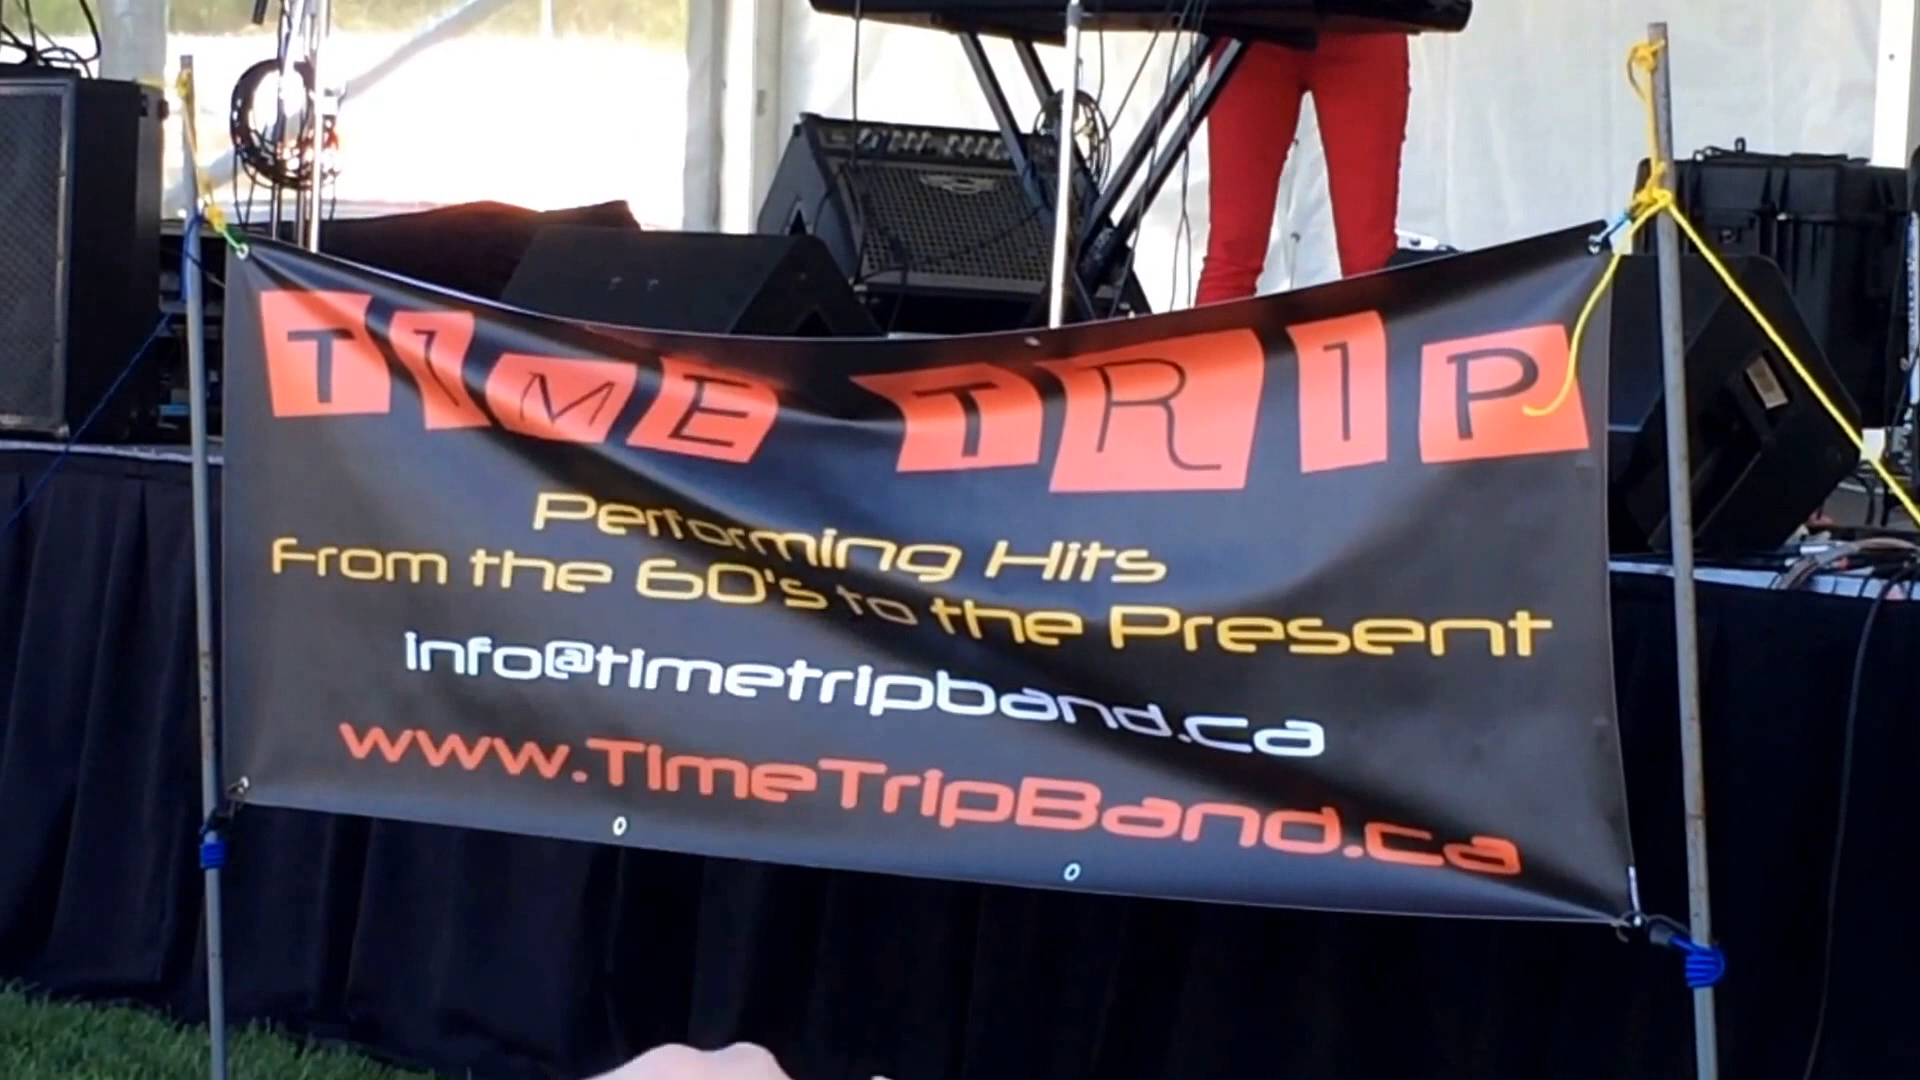 TIME TRIP
Performing Hits
From the 60's to the Present
info@timetripband.ca
www.TimeTripBand.ca